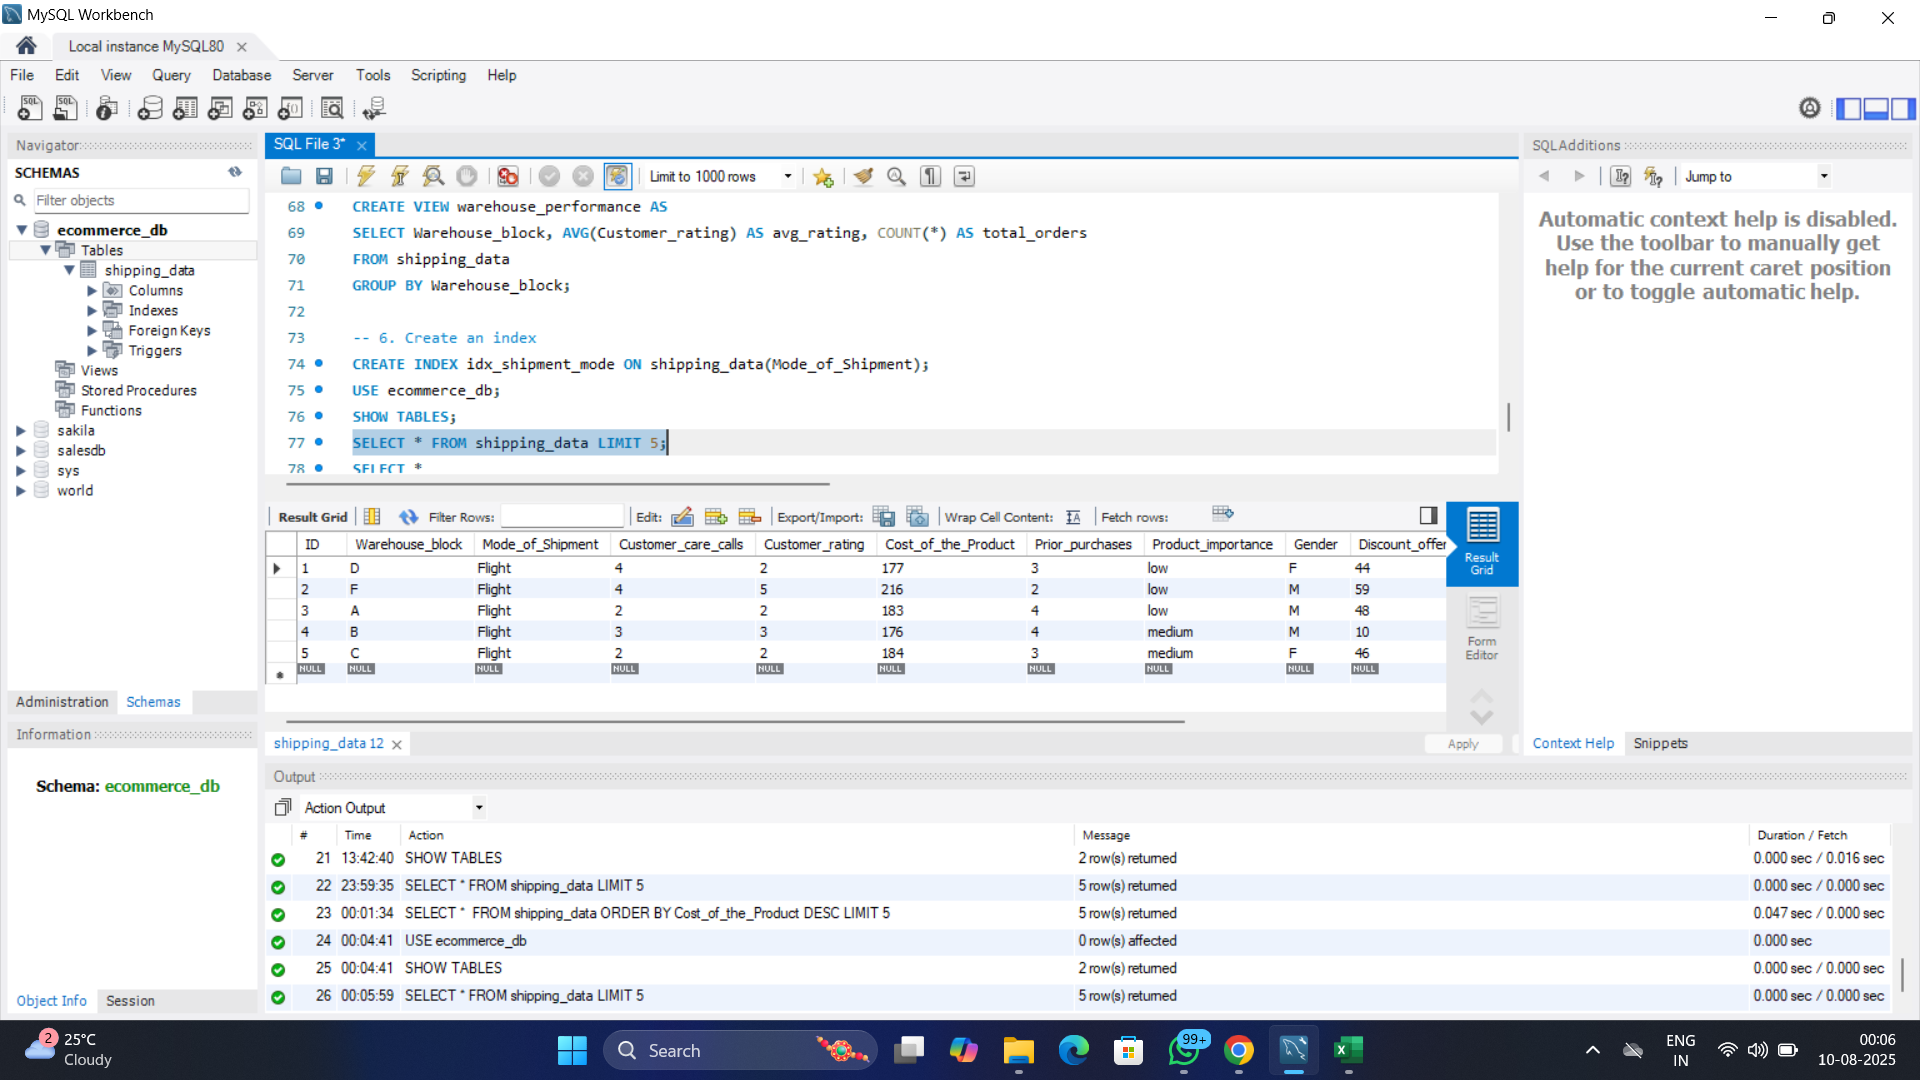 MySQL Workbench
Local instance MySQL80
File Edit View Query Database Server Tools Scripting Help
Navigator
SCHEMAS
Filter objects
ecommerce_db
Tables
shipping_data
Columns
Indexes
Foreign Keys
Triggers
Views
Stored Procedures
Functions
sakila
salesdb
sys
world
Administration Schemas
Information
Schema: ecommerce_db
Object Info Session
SQL File 3*
Limit to 1000 rows
68 CREATE VIEW warehouse_performance AS
69 SELECT Warehouse_block, AVG(Customer_rating) AS avg_rating, COUNT(*) AS total_orders
70 FROM shipping_data
71 GROUP BY Warehouse_block;
72
73 -- 6. Create an index
74 CREATE INDEX idx_shipment_mode ON shipping_data(Mode_of_Shipment);
75 USE ecommerce_db;
76 SHOW TABLES;
77 SELECT * FROM shipping_data LIMIT 5;
78 SELECT *
Result Grid Filter Rows: Edit: Export/Import: Wrap Cell Content: Fetch rows:
ID Warehouse_block Mode_of_Shipment Customer_care_calls Customer_rating Cost_of_the_Product Prior_purchases Product_importance Gender Discount_offer
1 D Flight 4 2 177 3 low F 44
2 F Flight 4 5 216 2 low M 59
3 A Flight 2 2 183 4 low M 48
4 B Flight 3 3 176 4 medium M 10
5 C Flight 2 2 184 3 medium F 46
NULL NULL NULL NULL NULL NULL NULL NULL NULL NULL
Result
Grid
Form
Editor
shipping_data 12
Apply
SQLAdditions
Jump to
Automatic context help is disabled.
Use the toolbar to manually get
help for the current caret position
or to toggle automatic help.
Context Help Snippets
Output
Action Output
# Time Action Message Duration / Fetch
21 13:42:40 SHOW TABLES 2 row(s) returned 0.000 sec / 0.016 sec
22 23:59:35 SELECT * FROM shipping_data LIMIT 5 5 row(s) returned 0.000 sec / 0.000 sec
23 00:01:34 SELECT * FROM shipping_data ORDER BY Cost_of_the_Product DESC LIMIT 5 5 row(s) returned 0.047 sec / 0.000 sec
24 00:04:41 USE ecommerce_db 0 row(s) affected 0.000 sec
25 00:04:41 SHOW TABLES 2 row(s) returned 0.000 sec / 0.000 sec
26 00:05:59 SELECT * FROM shipping_data LIMIT 5 5 row(s) returned 0.000 sec / 0.000 sec
2
25°C
Cloudy
Search
99+
ENG
IN
00:06
10-08-2025